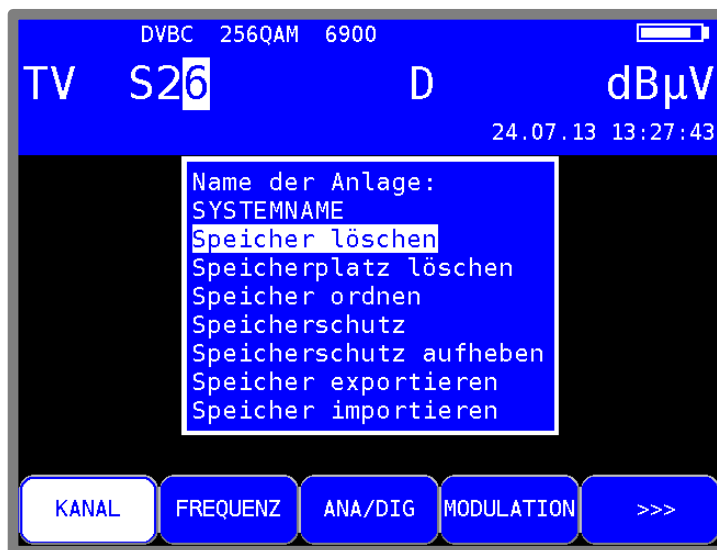 DVBC 256QAM 6900
TV S26 D dBµV
24.07.13 13:27:43
Name der Anlage:
SYSTEMNAME
Speicher löschen
Speicherplatz löschen
Speicher ordnen
Speicherschutz
Speicherschutz aufheben
Speicher exportieren
Speicher importieren
KANAL FREQUENZ ANA/DIG MODULATION >>>